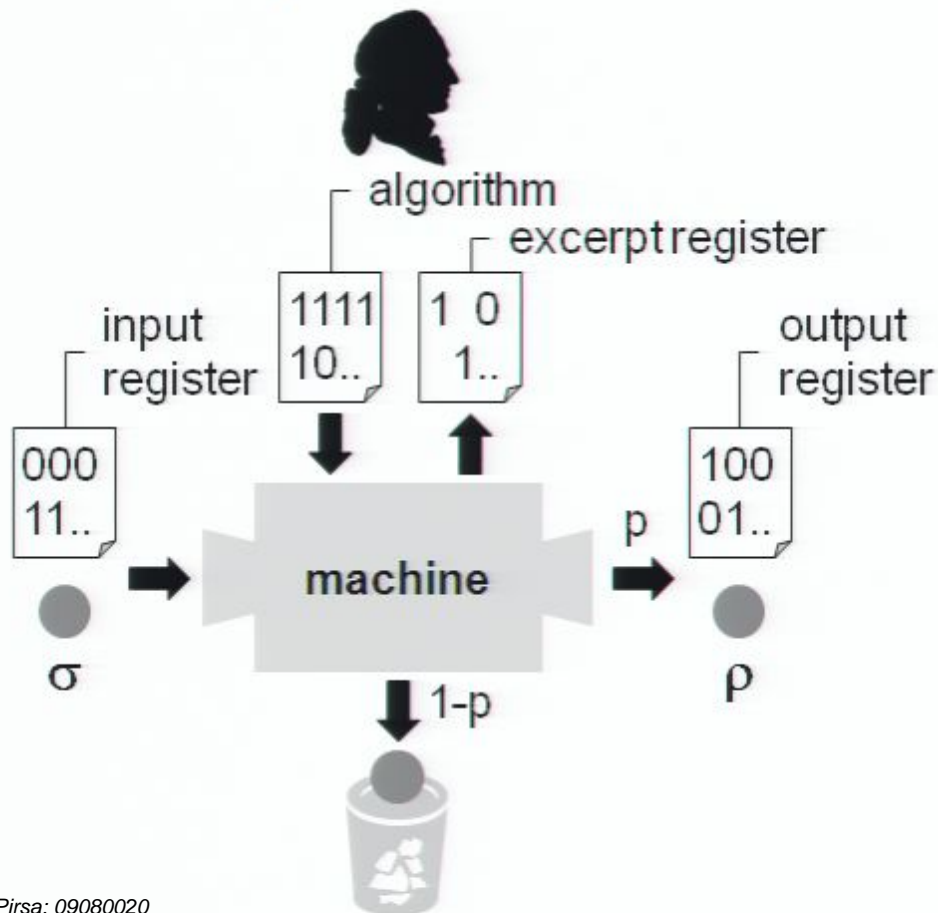 algorithm
excerpt register
input
register
1111
10..
1 0
1..
output
register
000
11..
100
01..
p
machine
σ
ρ
1-p
Pirsa: 09080020